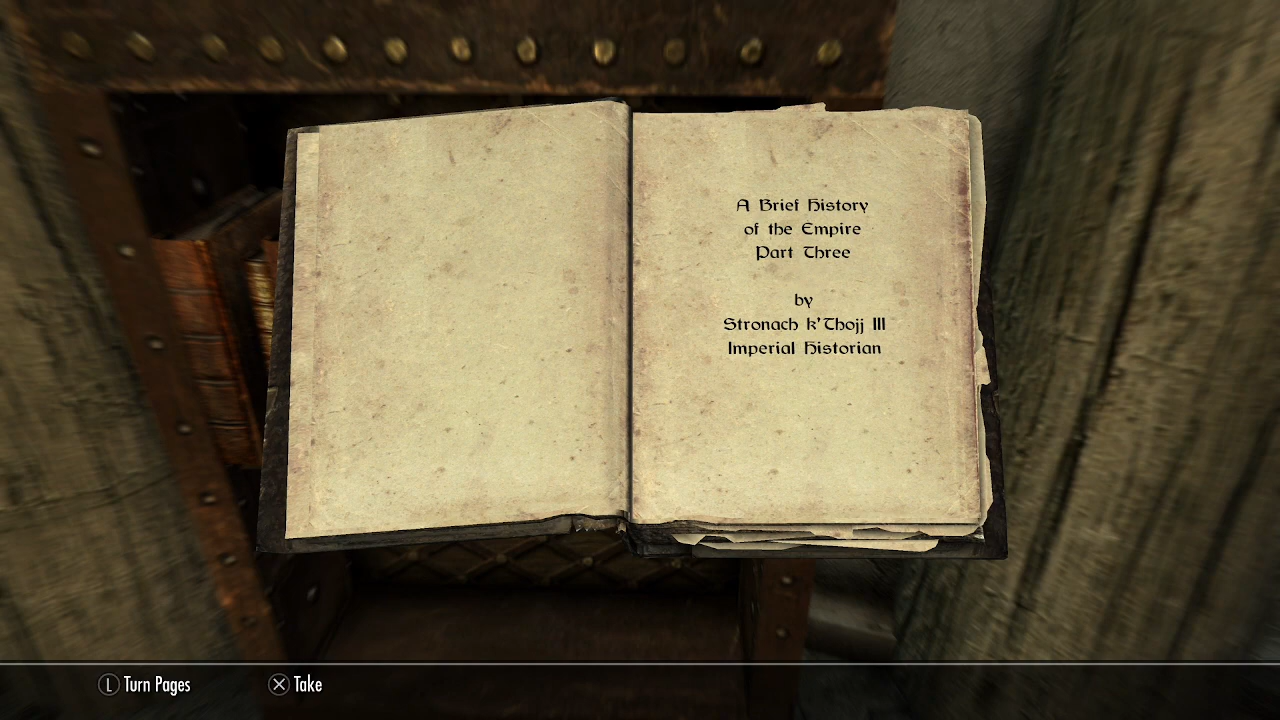 A Brief History
of the Empire
Part Three
by
Stronach k'Thojj III
Imperial Historian
L Turn Pages
X Take